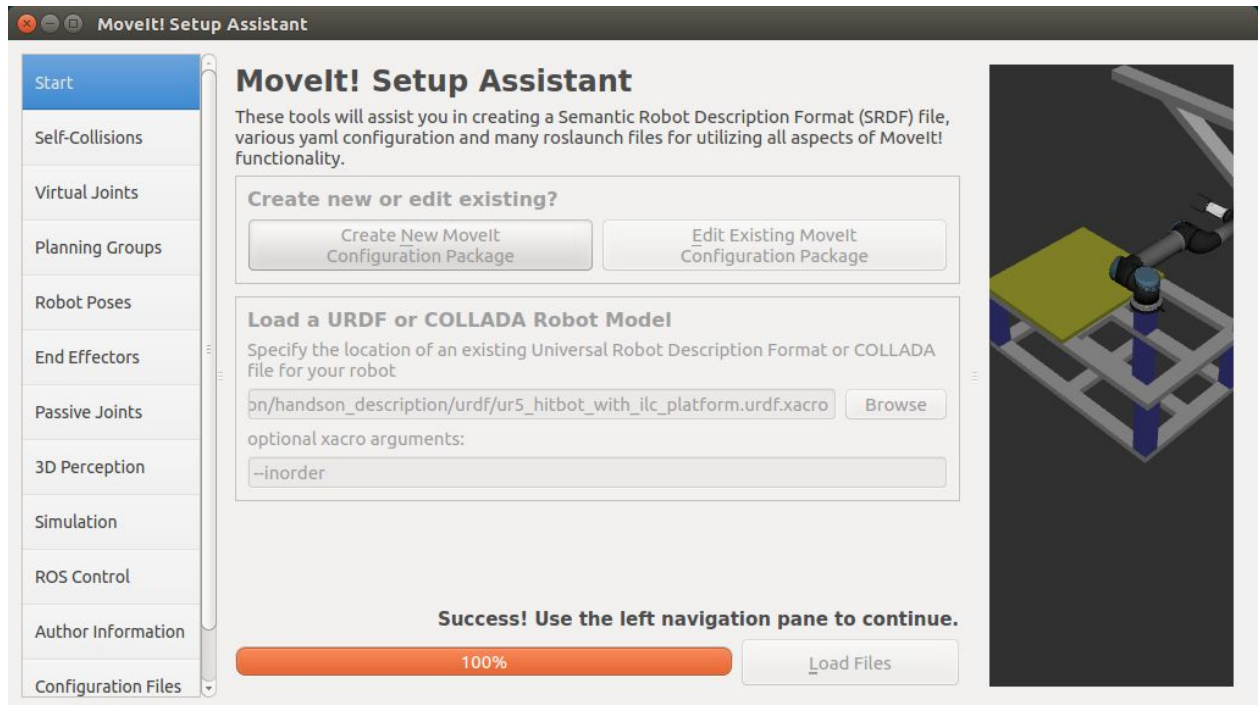 MoveIt! Setup Assistant
Start
Self-Collisions
Virtual Joints
Planning Groups
Robot Poses
End Effectors
Passive Joints
3D Perception
Simulation
ROS Control
Author Information
Configuration Files
MoveIt! Setup Assistant
These tools will assist you in creating a Semantic Robot Description Format (SRDF) file,
various yaml configuration and many roslaunch files for utilizing all aspects of MoveIt!
functionality.
Create new or edit existing?
Create New MoveIt
Configuration Package
Edit Existing MoveIt
Configuration Package
Load a URDF or COLLADA Robot Model
Specify the location of an existing Universal Robot Description Format or COLLADA
file for your robot
on/handson_description/urdf/ur5_hitbot_with_ilc_platform.urdf.xacro
Browse
optional xacro arguments:
--inorder
Success! Use the left navigation pane to continue.
100%
Load Files